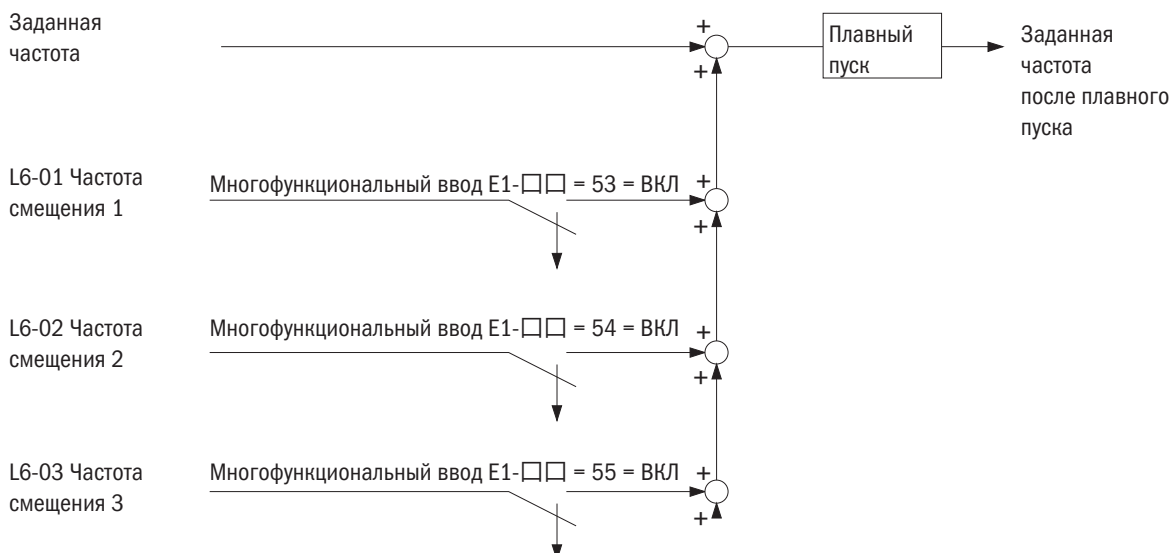 Заданная
частота
+
+
Плавный
пуск
Заданная
частота
после плавного
пуска
L6-01 Частота
смещения 1
Многофункциональный ввод E1-□□ = 53 = ВКЛ
+
+
L6-02 Частота
смещения 2
Многофункциональный ввод E1-□□ = 54 = ВКЛ
+
+
L6-03 Частота
смещения 3
Многофункциональный ввод E1-□□ = 55 = ВКЛ
+
+